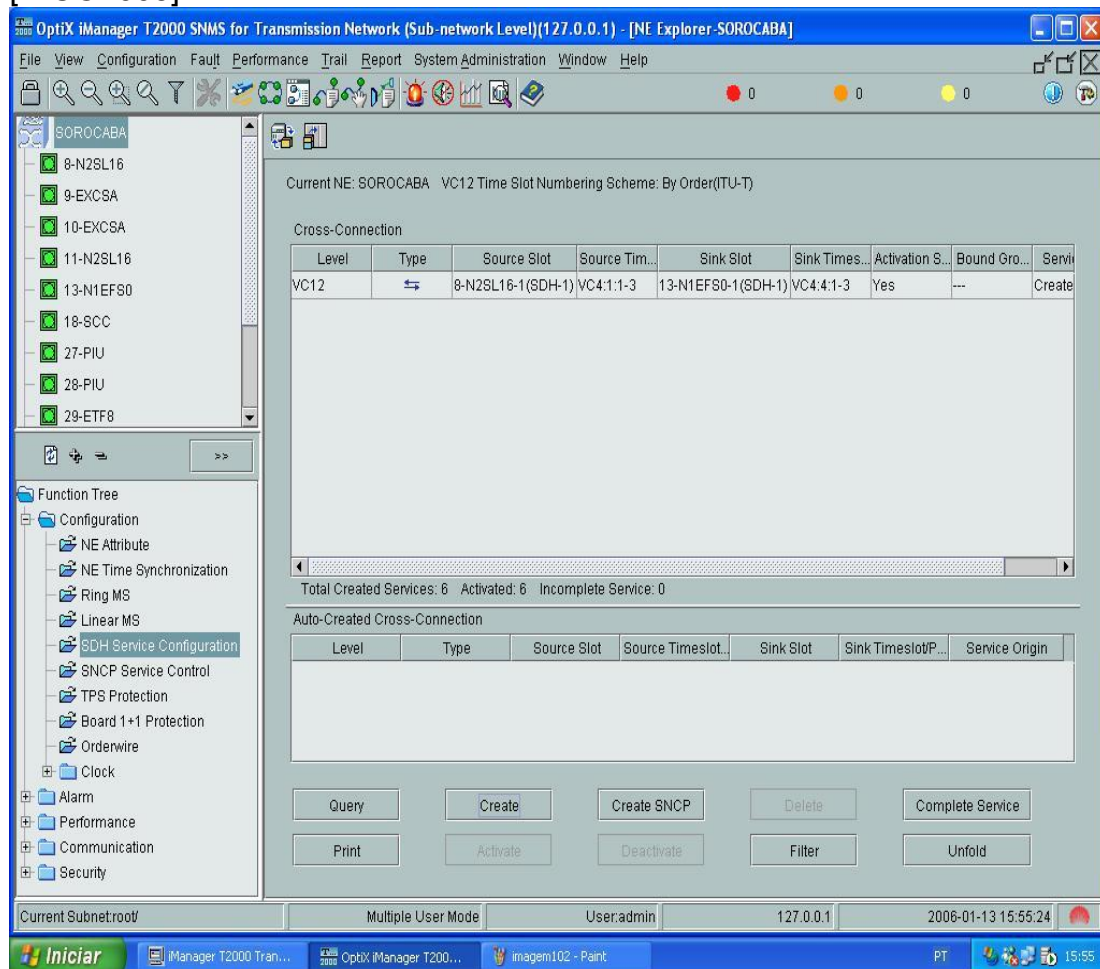 OptiX iManager T2000 SNMS for Transmission Network (Sub-network Level)(127.0.0.1) - [NE Explorer-SOROCABA]
File View Configuration Fault Performance Trail Report System Administration Window Help
0 0 0
SOROCABA
8-N2SL16
9-EXCSA
10-EXCSA
11-N2SL16
13-N1EFS0
18-SCC
27-PIU
28-PIU
29-ETF8
>>
Function Tree
Configuration
NE Attribute
NE Time Synchronization
Ring MS
Linear MS
SDH Service Configuration
SNCP Service Control
TPS Protection
Board 1+1 Protection
Orderwire
Clock
Alarm
Performance
Communication
Security
Current NE: SOROCABA VC12 Time Slot Numbering Scheme: By Order(ITU-T)
Cross-Connection
Level Type Source Slot Source Tim... Sink Slot Sink Times... Activation S... Bound Gro... Servi
VC12 8-N2SL16-1(SDH-1) VC4:1:1-3 13-N1EFS0-1(SDH-1) VC4:4:1-3 Yes --- Create
Total Created Services: 6 Activated: 6 Incomplete Service: 0
Auto-Created Cross-Connection
Level Type Source Slot Source Timeslot... Sink Slot Sink Timeslot/P... Service Origin
Query Create Create SNCP Delete Complete Service
Print Activate Deactivate Filter Unfold
Current Subnet:root/ Multiple User Mode User:admin 127.0.0.1 2006-01-13 15:55:24
Iniciar iManager T2000 Tran... OptiX iManager T200... imagem102 - Paint PT 15:55